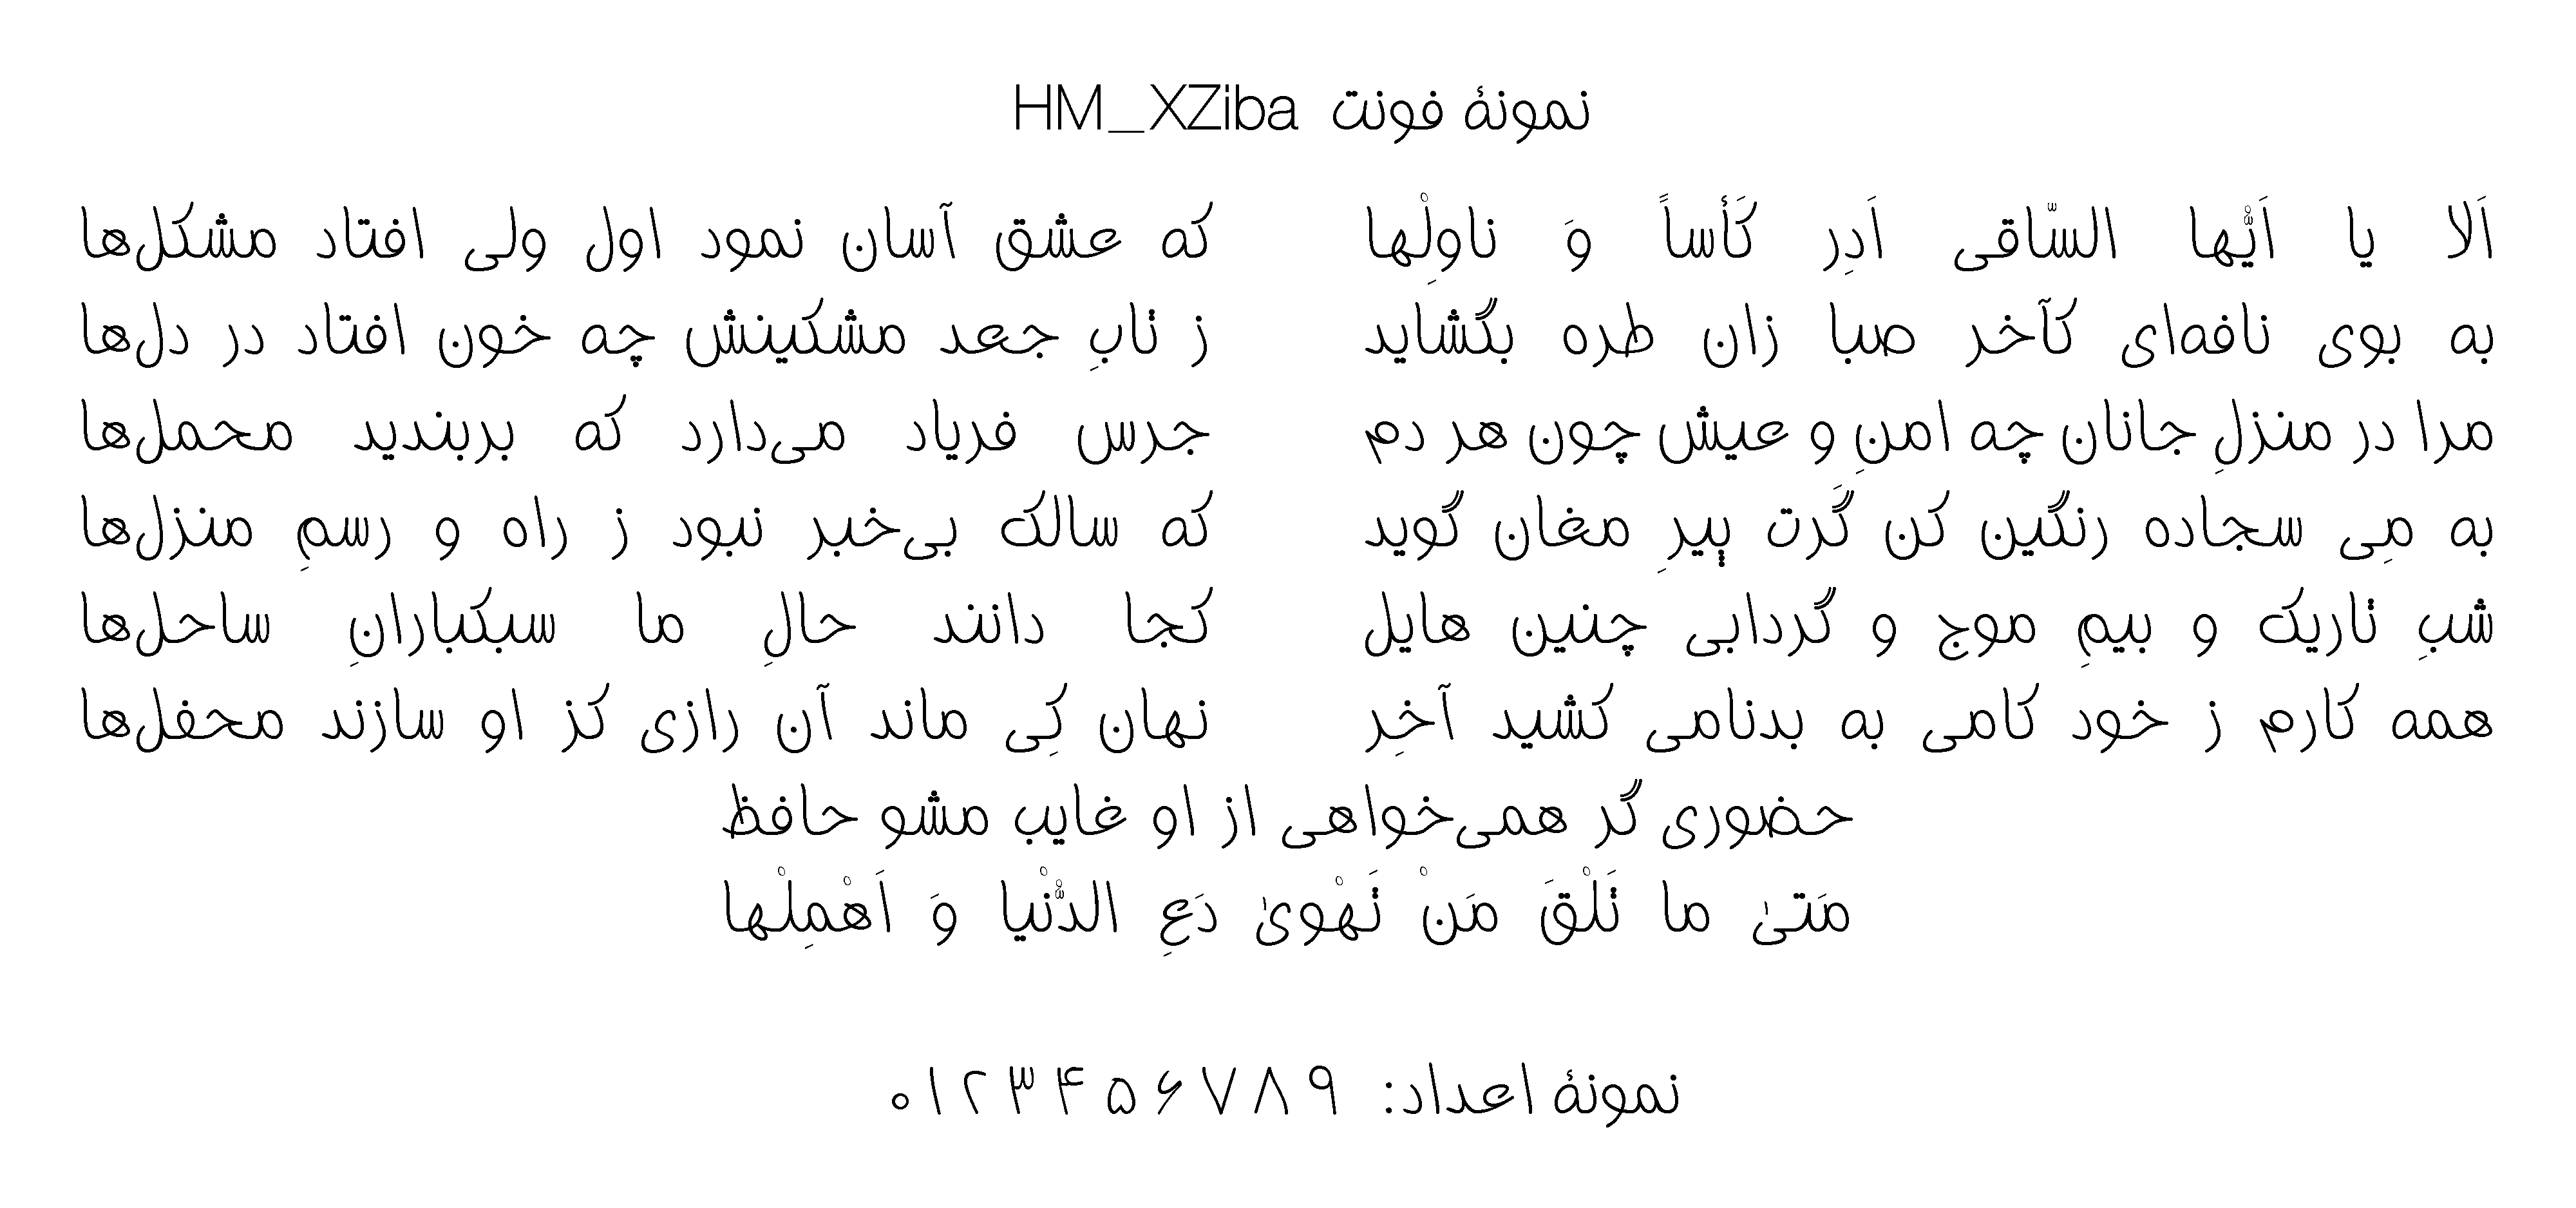 نمونهٔ فونت HM_XZiba
اَلا یا اَیُّها السّاقی اَدِر کَأساً وَ ناوِلْها که عشق آسان نمود اول ولی افتاد مشکل‌ها
به بوی نافه‌ای کآخر صبا زان طره بگشاید ز تابِ جعد مشکینش چه خون افتاد در دل‌ها
مرا در منزلِ جانان چه امنِ و عیش چون هر دم جرس فریاد می‌دارد که بربندید محمل‌ها
به مِی سجاده رنگین کن گَرت پیرِ مغان گوید که سالک بی‌خبر نبود ز راه و رسمِ منزل‌ها
شبِ تاریک و بیمِ موج و گردابی چنین هایل کجا دانند حالِ ما سبکبارانِ ساحل‌ها
همه کارم ز خود کامی به بدنامی کشید آخِر نهان کِی ماند آن رازی کز او سازند محفل‌ها
حضوری گر همی‌خواهی از او غایب مشو حافظ
مَتیٰ ما تَلْقَ مَنْ تَهْویٰ دَعِ الدُّنْیا وَ اَهْمِلْها
نمونهٔ اعداد: ۰۱۲۳۴۵۶۷۸۹